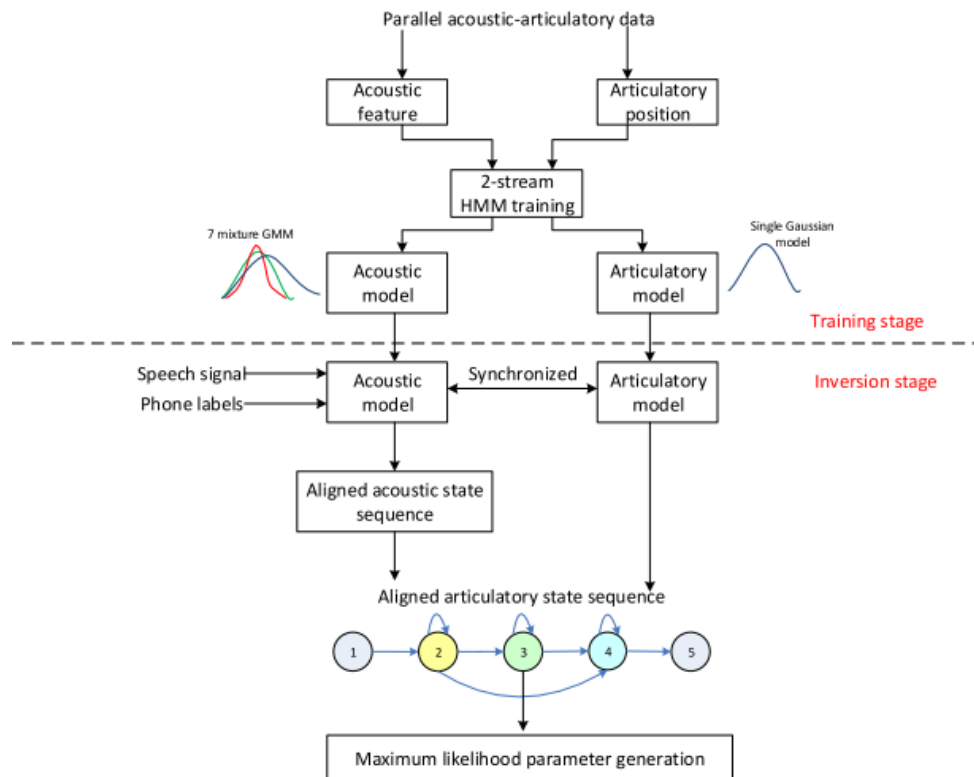 Parallel acoustic-articulatory data
Acoustic
feature
Articulatory
position
2-stream
HMM training
7 mixture GMM
Acoustic
model
Articulatory
model
Single Gaussian
model
Training stage
Inversion stage
Speech signal
Phone labels
Acoustic
model
Synchronized
Articulatory
model
Aligned acoustic state
sequence
Aligned articulatory state sequence
1 2 3 4 5
Maximum likelihood parameter generation